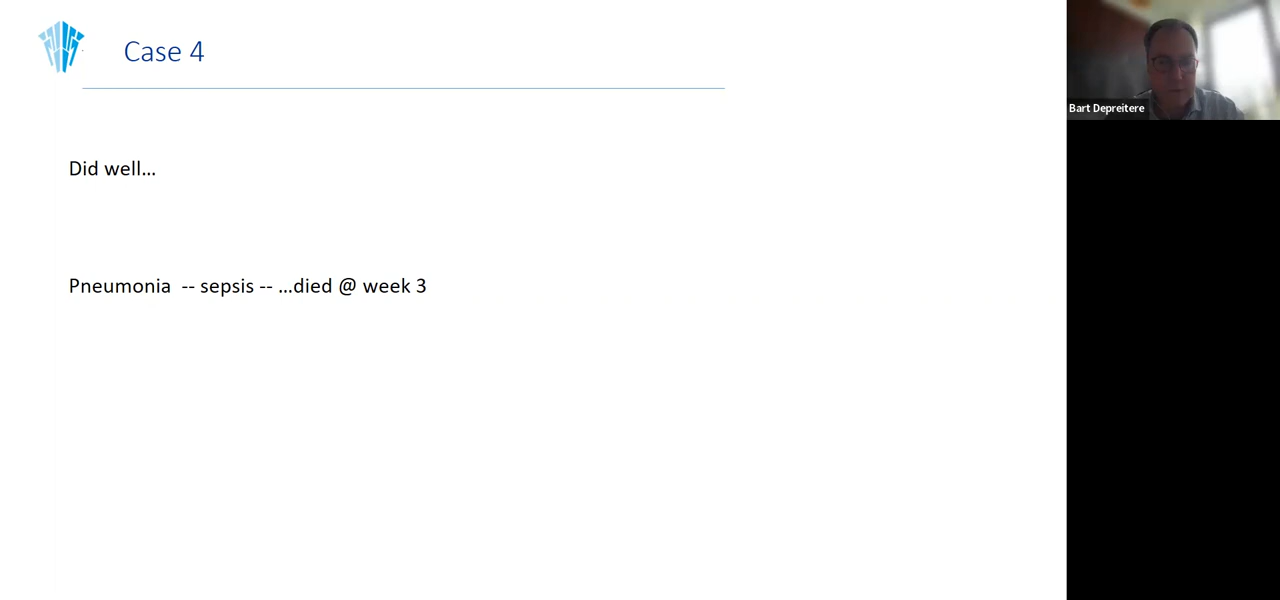 Case 4
Bart Depreitere
Did well...
Pneumonia -- sepsis -- ...died @ week 3